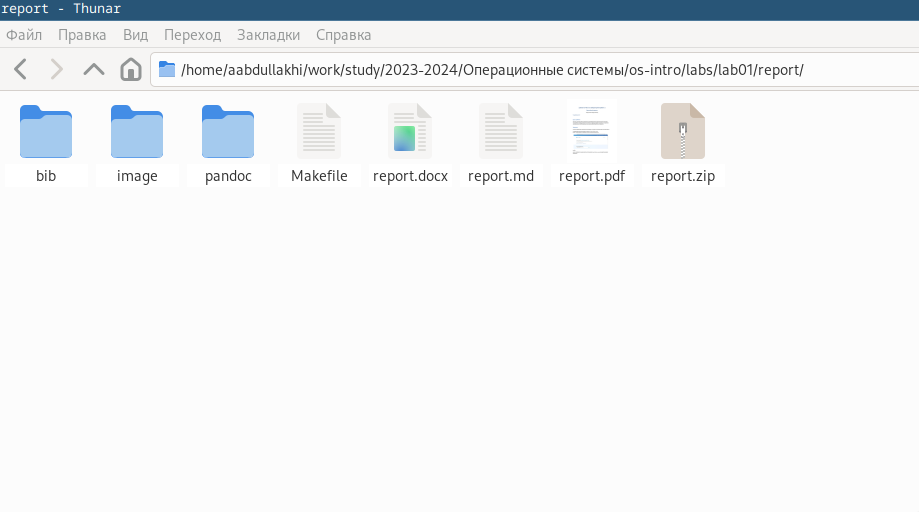 report - Thunar
Файл Правка Вид Переход Закладки Справка
/home/aabdullakhi/work/study/2023-2024/Операционные системы/os-intro/labs/lab01/report/
bib image pandoc Makefile report.docx report.md report.pdf report.zip